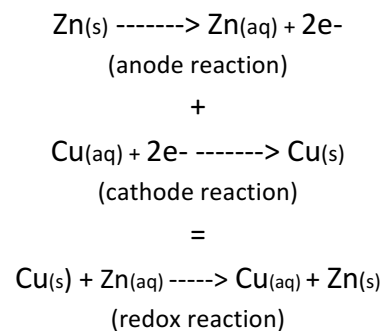 Zn(s) -------> Zn(aq) + 2e-
(anode reaction)
+
Cu(aq) + 2e- -------> Cu(s)
(cathode reaction)
=
Cu(s) + Zn(aq) -----> Cu(aq) + Zn(s)
(redox reaction)